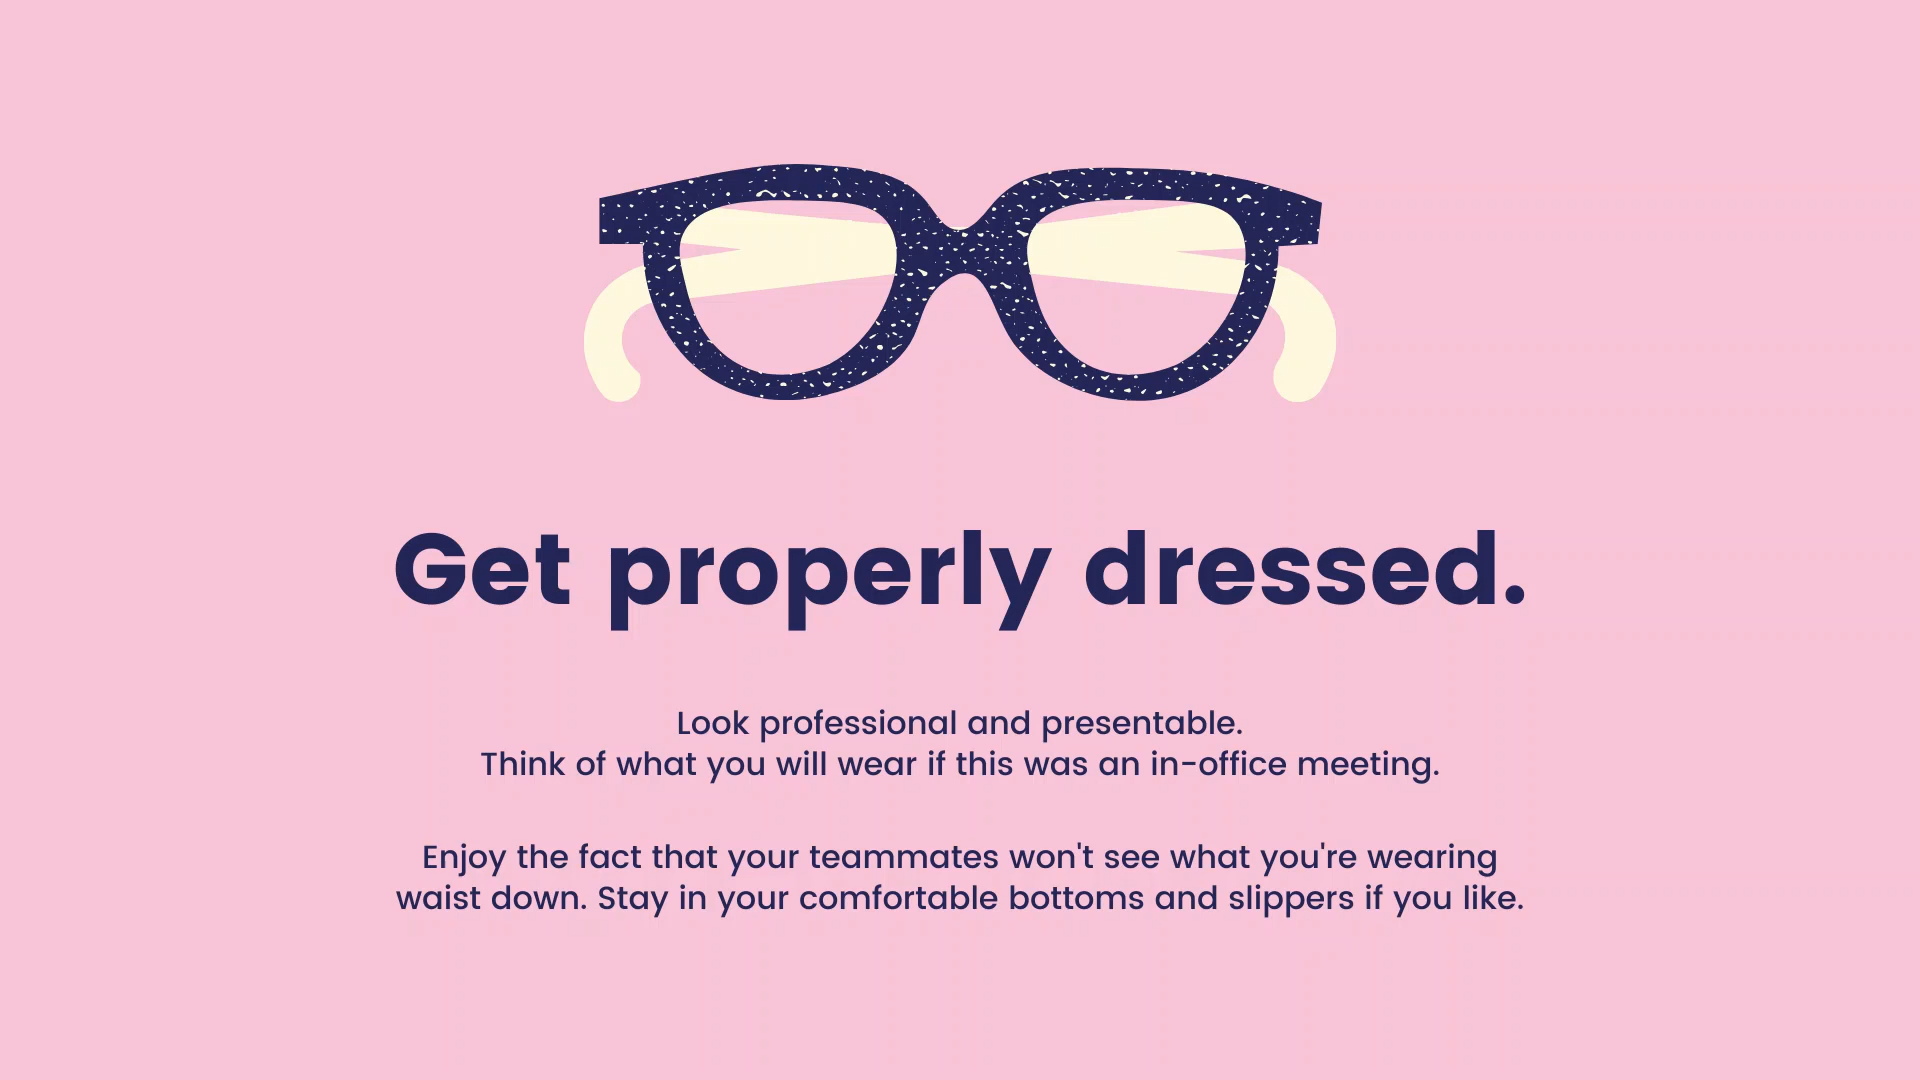 Get properly dressed.
Look professional and presentable.
Think of what you will wear if this was an in-office meeting.
Enjoy the fact that your teammates won't see what you're wearing
waist down. Stay in your comfortable bottoms and slippers if you like.